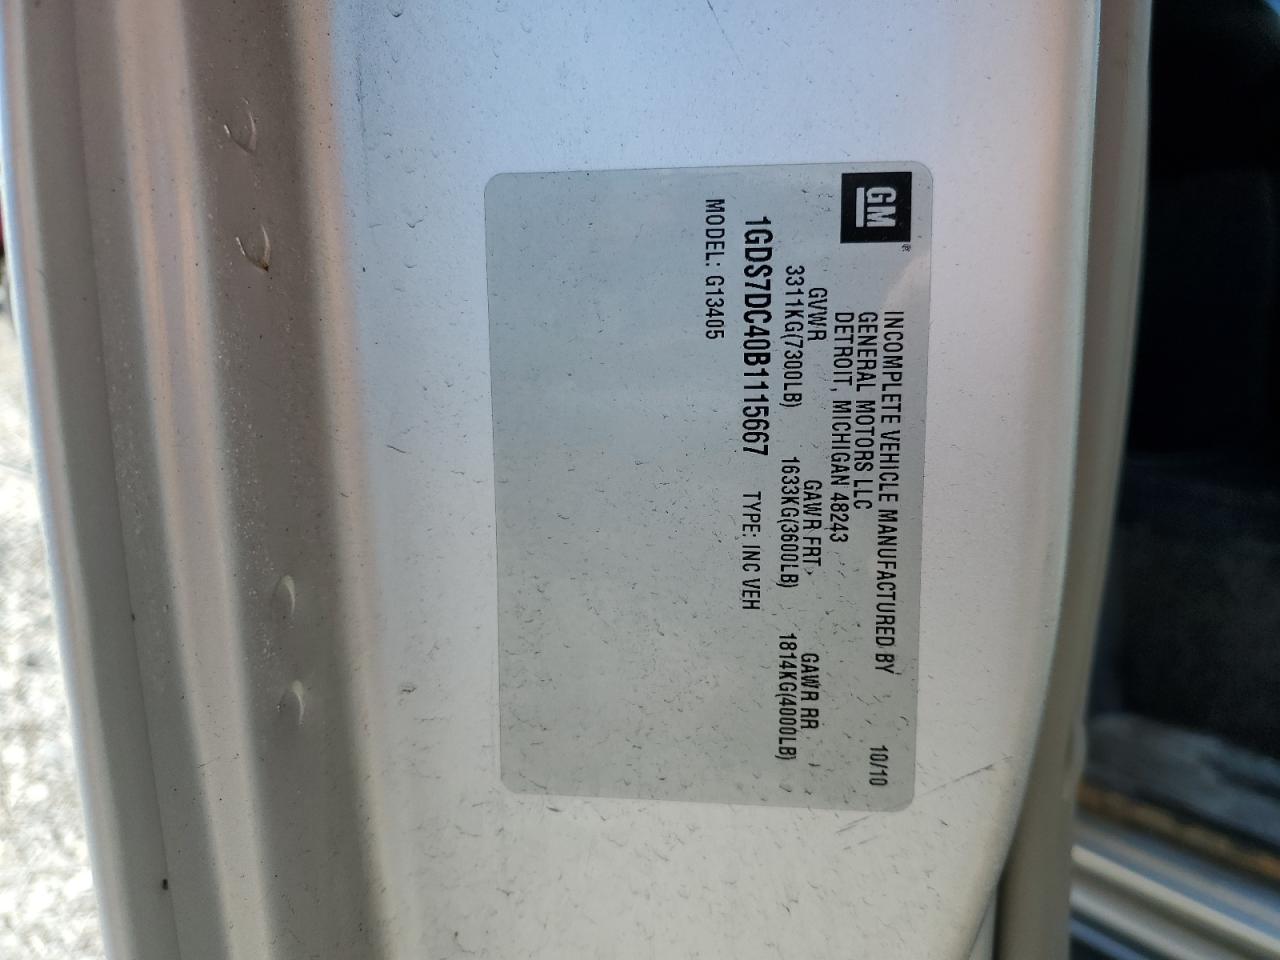 GM
INCOMPLETE VEHICLE MANUFACTURED BY 10/10
GENERAL MOTORS LLC
DETROIT, MICHIGAN 48243
GVWR GAWR FRT GAWR RR
3311KG(7300LB) 1633KG(3600LB) 1814KG(4000LB)
1GDS7DC40B1115667 TYPE: INC VEH
MODEL: G13405